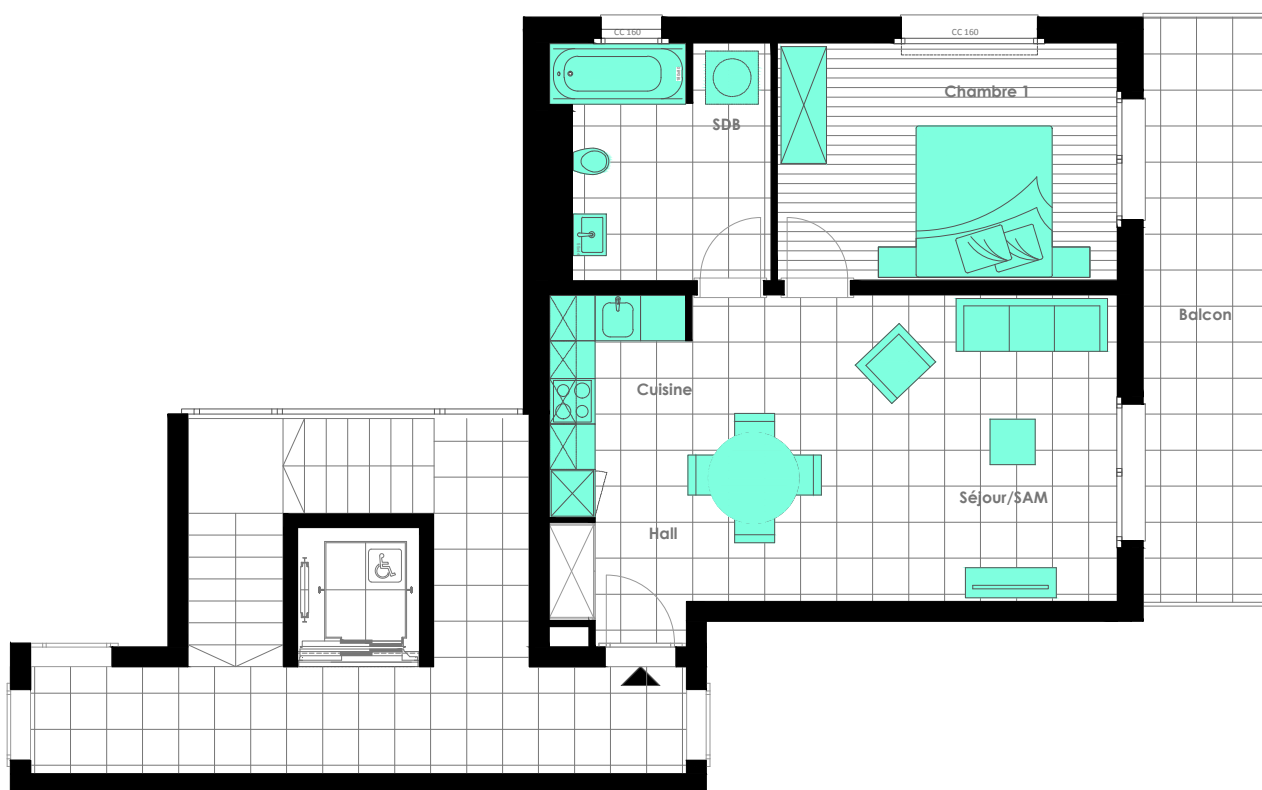 CC 160
CC 160
Chambre 1
SDB
Balcon
Cuisine
Séjour/SAM
Hall